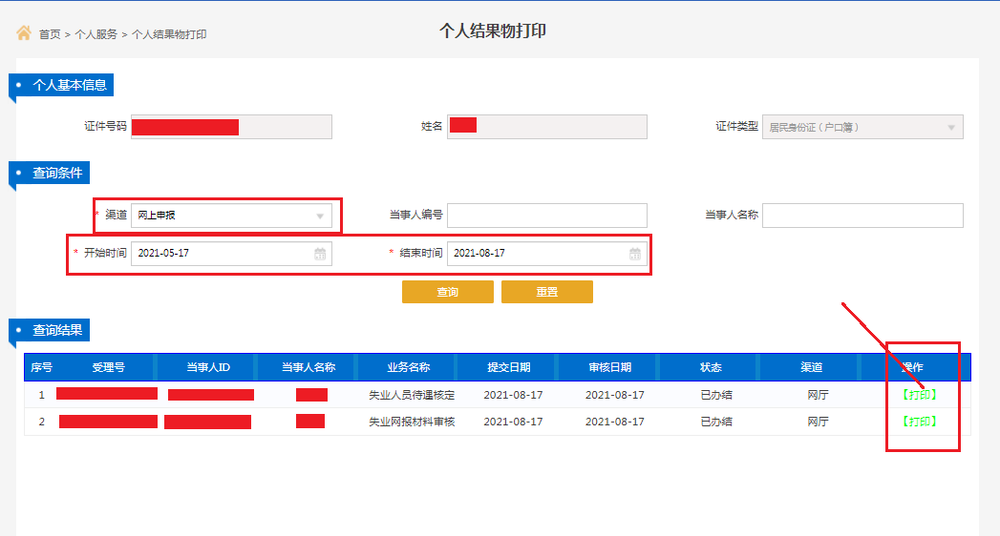 首页 > 个人服务 > 个人结果物打印
个人结果物打印
个人基本信息
证件号码 姓名 证件类型 居民身份证（户口簿）
查询条件
* 渠道 网上申报 当事人编号 当事人名称
* 开始时间 2021-05-17 * 结束时间 2021-08-17
查询 重置
查询结果
序号 受理号 当事人ID 当事人名称 业务名称 提交日期 审核日期 状态 渠道 操作
1 失业人员待遇核定 2021-08-17 2021-08-17 已办结 网厅 【打印】
2 失业网报材料审核 2021-08-17 2021-08-17 已办结 网厅 【打印】